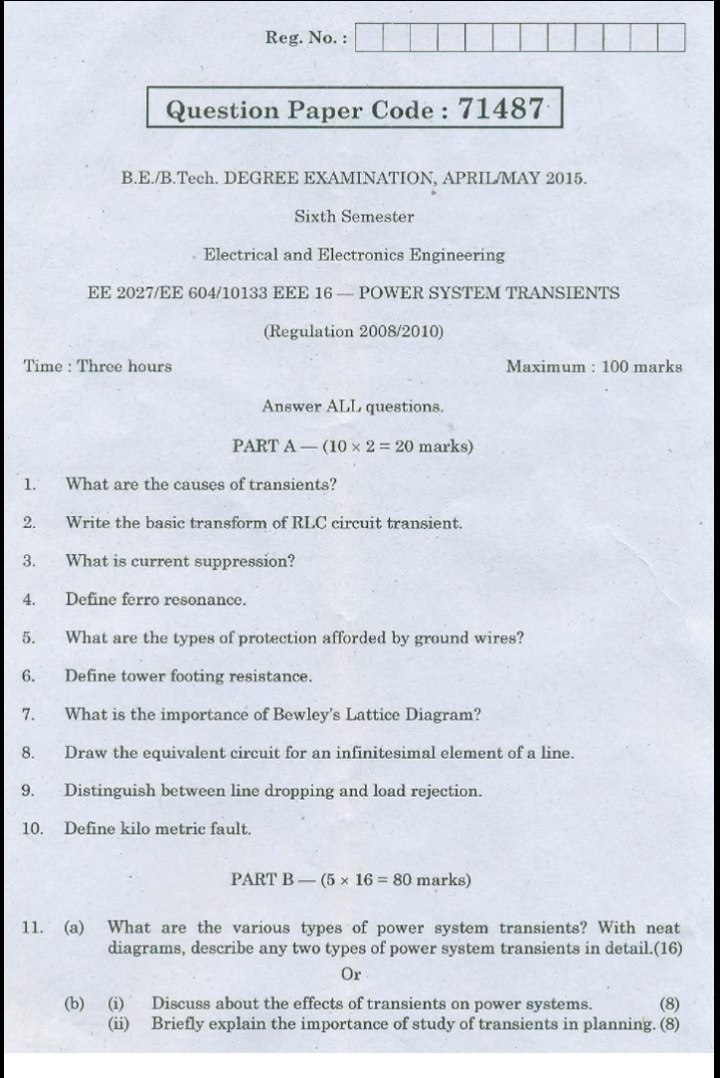 Reg. No. :
Question Paper Code : 71487
B.E./B.Tech. DEGREE EXAMINATION, APRIL/MAY 2015.
Sixth Semester
Electrical and Electronics Engineering
EE 2027/EE 604/10133 EEE 16 — POWER SYSTEM TRANSIENTS
(Regulation 2008/2010)
Time : Three hours Maximum : 100 marks
Answer ALL questions.
PART A — (10 × 2 = 20 marks)
1. What are the causes of transients?
2. Write the basic transform of RLC circuit transient.
3. What is current suppression?
4. Define ferro resonance.
5. What are the types of protection afforded by ground wires?
6. Define tower footing resistance.
7. What is the importance of Bewley's Lattice Diagram?
8. Draw the equivalent circuit for an infinitesimal element of a line.
9. Distinguish between line dropping and load rejection.
10. Define kilo metric fault.
PART B — (5 × 16 = 80 marks)
11. (a) What are the various types of power system transients? With neat
diagrams, describe any two types of power system transients in detail.(16)
Or
(b) (i) Discuss about the effects of transients on power systems. (8)
(ii) Briefly explain the importance of study of transients in planning. (8)